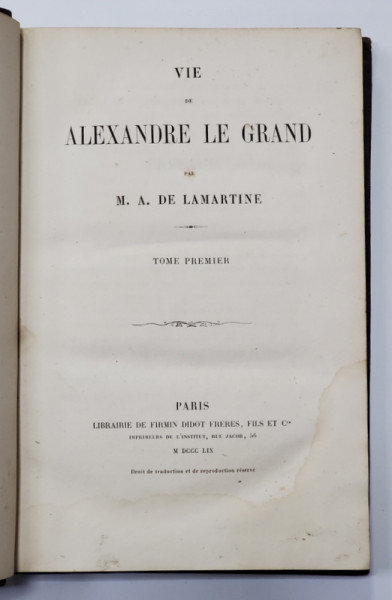 VIE
DE
ALEXANDRE LE GRAND
PAR
M. A. DE LAMARTINE
TOME PREMIER
PARIS
LIBRAIRIE DE FIRMIN DIDOT FRERES, FILS ET Cie
IMPRIMEURS DE L'INSTITUT, RUE JACOB, 56
M DCCC LIX
Droit de traduction et de reproduction réservé